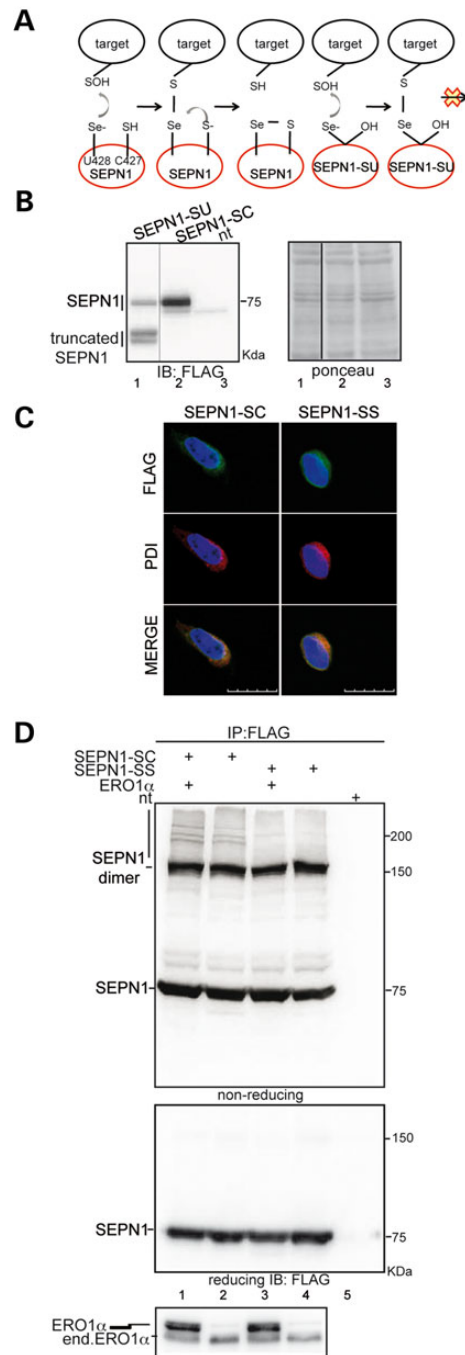 A
target target target target target
SOH S SH SOH S
Se- SH Se S- Se S Se- OH Se OH
U428 C427
SEPN1 SEPN1 SEPN1 SEPN1-SU SEPN1-SU
B
SEPN1-SU SEPN1-SC nt
SEPN1
-75
truncated
SEPN1
Kda
IB: FLAG ponceau
1 2 3 1 2 3
C
SEPN1-SC SEPN1-SS
FLAG
PDI
MERGE
D
IP:FLAG
SEPN1-SC + +
SEPN1-SS + +
ERO1α + +
nt +
-200
SEPN1
dimer
-150
SEPN1 -75
non-reducing
-150
SEPN1 -75
KDa
reducing IB: FLAG
1 2 3 4 5
ERO1α
end.ERO1α